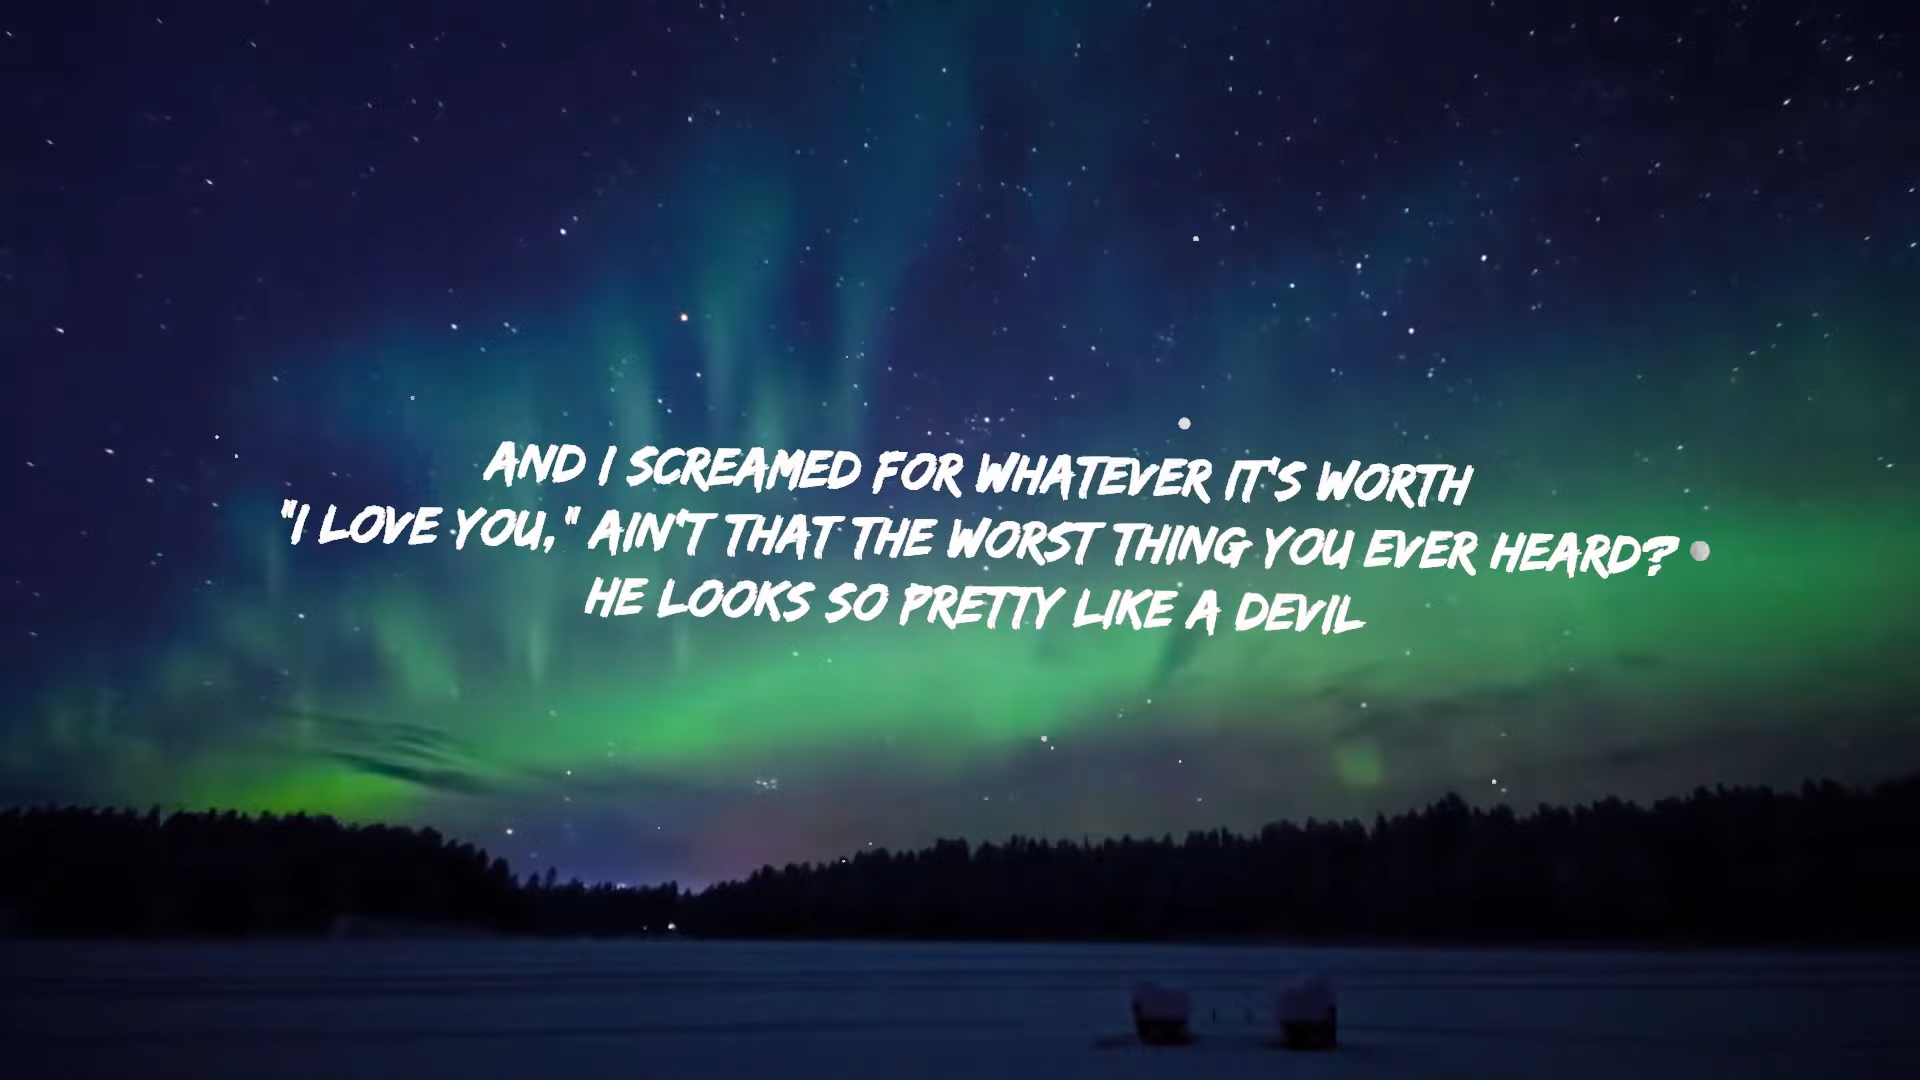 AND I SCREAMED FOR WHATEVER IT'S WORTH
"I LOVE YOU," AIN'T THAT THE WORST THING YOU EVER HEARD?
HE LOOKS SO PRETTY LIKE A DEVIL